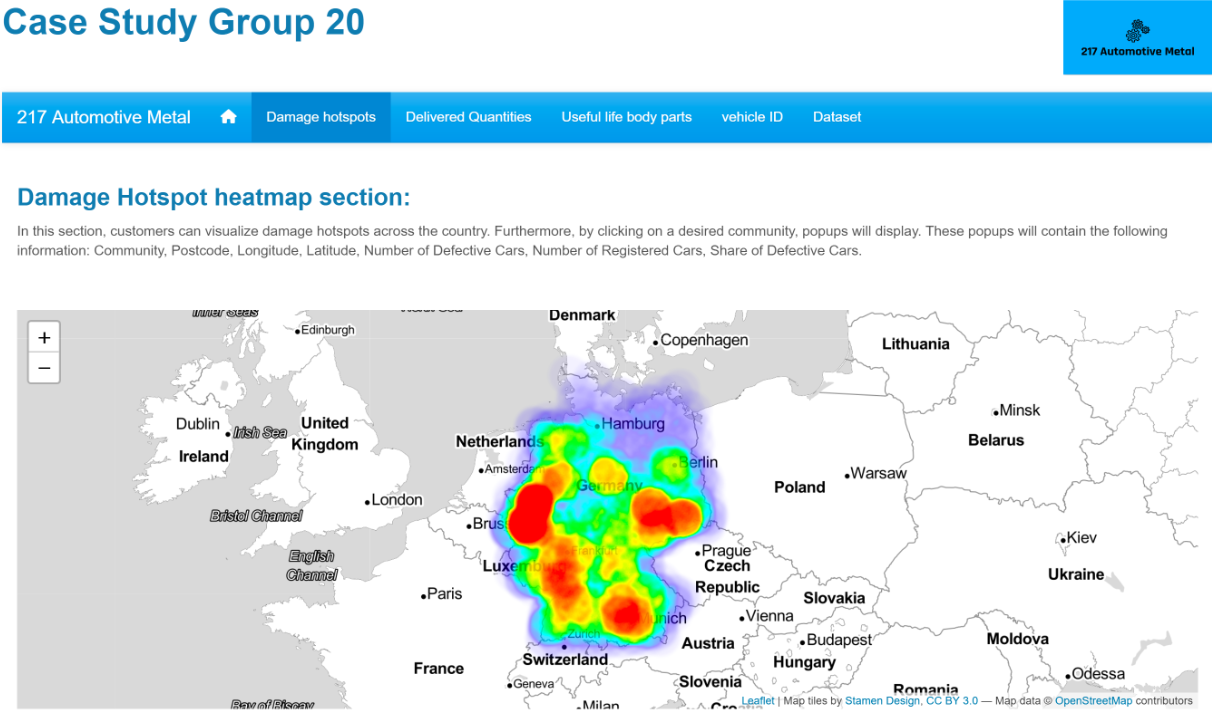 Case Study Group 20
217 Automotive Metal
217 Automotive Metal
Damage hotspots
Delivered Quantities
Useful life body parts
vehicle ID
Dataset
Damage Hotspot heatmap section:
In this section, customers can visualize damage hotspots across the country. Furthermore, by clicking on a desired community, popups will display. These popups will contain the following
information: Community, Postcode, Longitude, Latitude, Number of Defective Cars, Number of Registered Cars, Share of Defective Cars.
+
−
Inner Seas
Edinburgh
Denmark
Copenhagen
Lithuania
Dublin
Irish Sea
United
Kingdom
Ireland
Hamburg
Minsk
Belarus
Netherlands
Amsterdam
Berlin
Germany
Poland
Warsaw
London
Bristol Channel
Brus
English
Channel
Frankfurt
Luxembourg
Prague
Czech
Republic
Kiev
Ukraine
Paris
Slovakia
Munich
Vienna
Zurich
Austria
Budapest
Hungary
Moldova
Switzerland
France
Geneva
Slovenia
Odessa
Romania
Milan
Bay of Biscay
Leaflet | Map tiles by Stamen Design, CC BY 3.0 — Map data © OpenStreetMap contributors